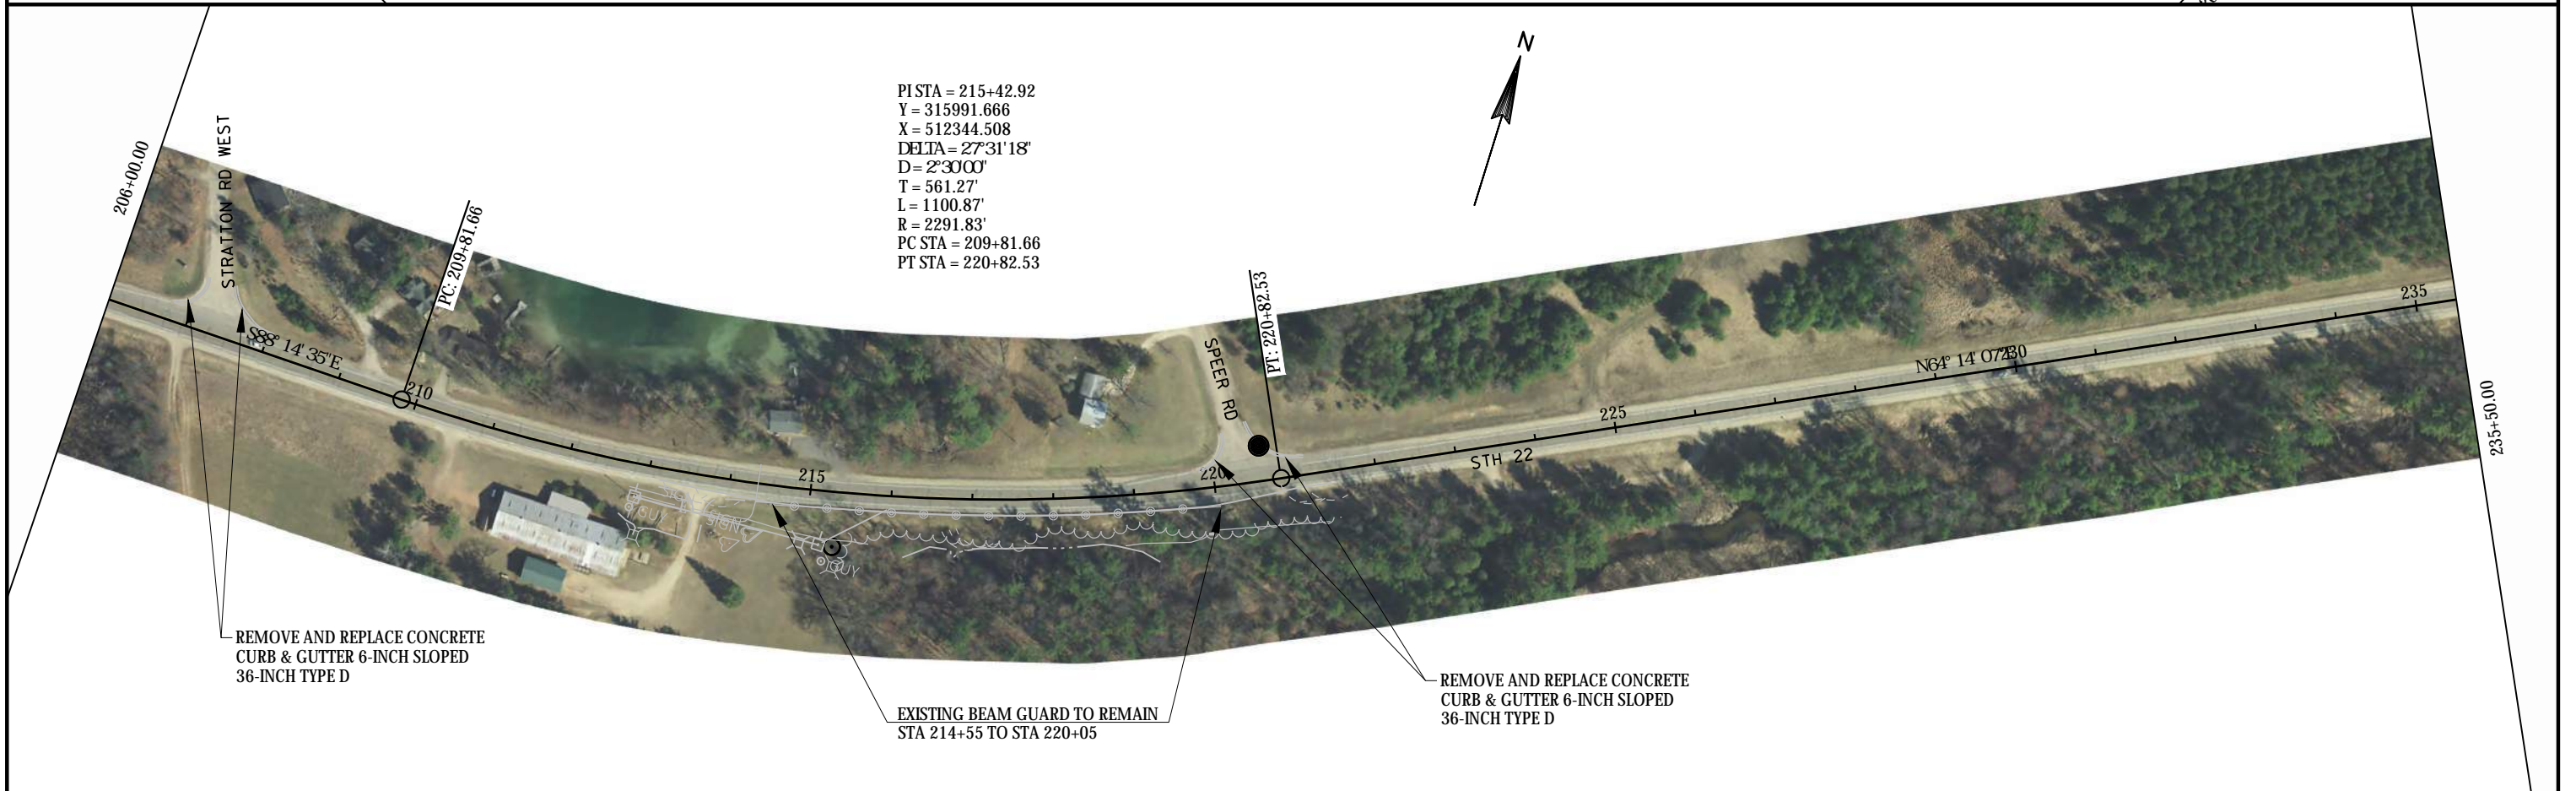 N
PI STA = 215+42.92
Y = 315991.666
X = 512344.508
DELTA = 27°31'18"
D = 2°30'00"
T = 561.27'
L = 1100.87'
R = 2291.83'
PC STA = 209+81.66
PT STA = 220+82.53
206+00.00
STRATTON RD WEST
PC: 209+81.66
S88° 14' 35"E
210
215
SPEER RD
PT: 220+82.53
220
225
STH 22
N64° 14' 07"E
230
235
235+50.00
SIGN
GUY
GUY
REMOVE AND REPLACE CONCRETE
CURB & GUTTER 6-INCH SLOPED
36-INCH TYPE D
EXISTING BEAM GUARD TO REMAIN
STA 214+55 TO STA 220+05
REMOVE AND REPLACE CONCRETE
CURB & GUTTER 6-INCH SLOPED
36-INCH TYPE D